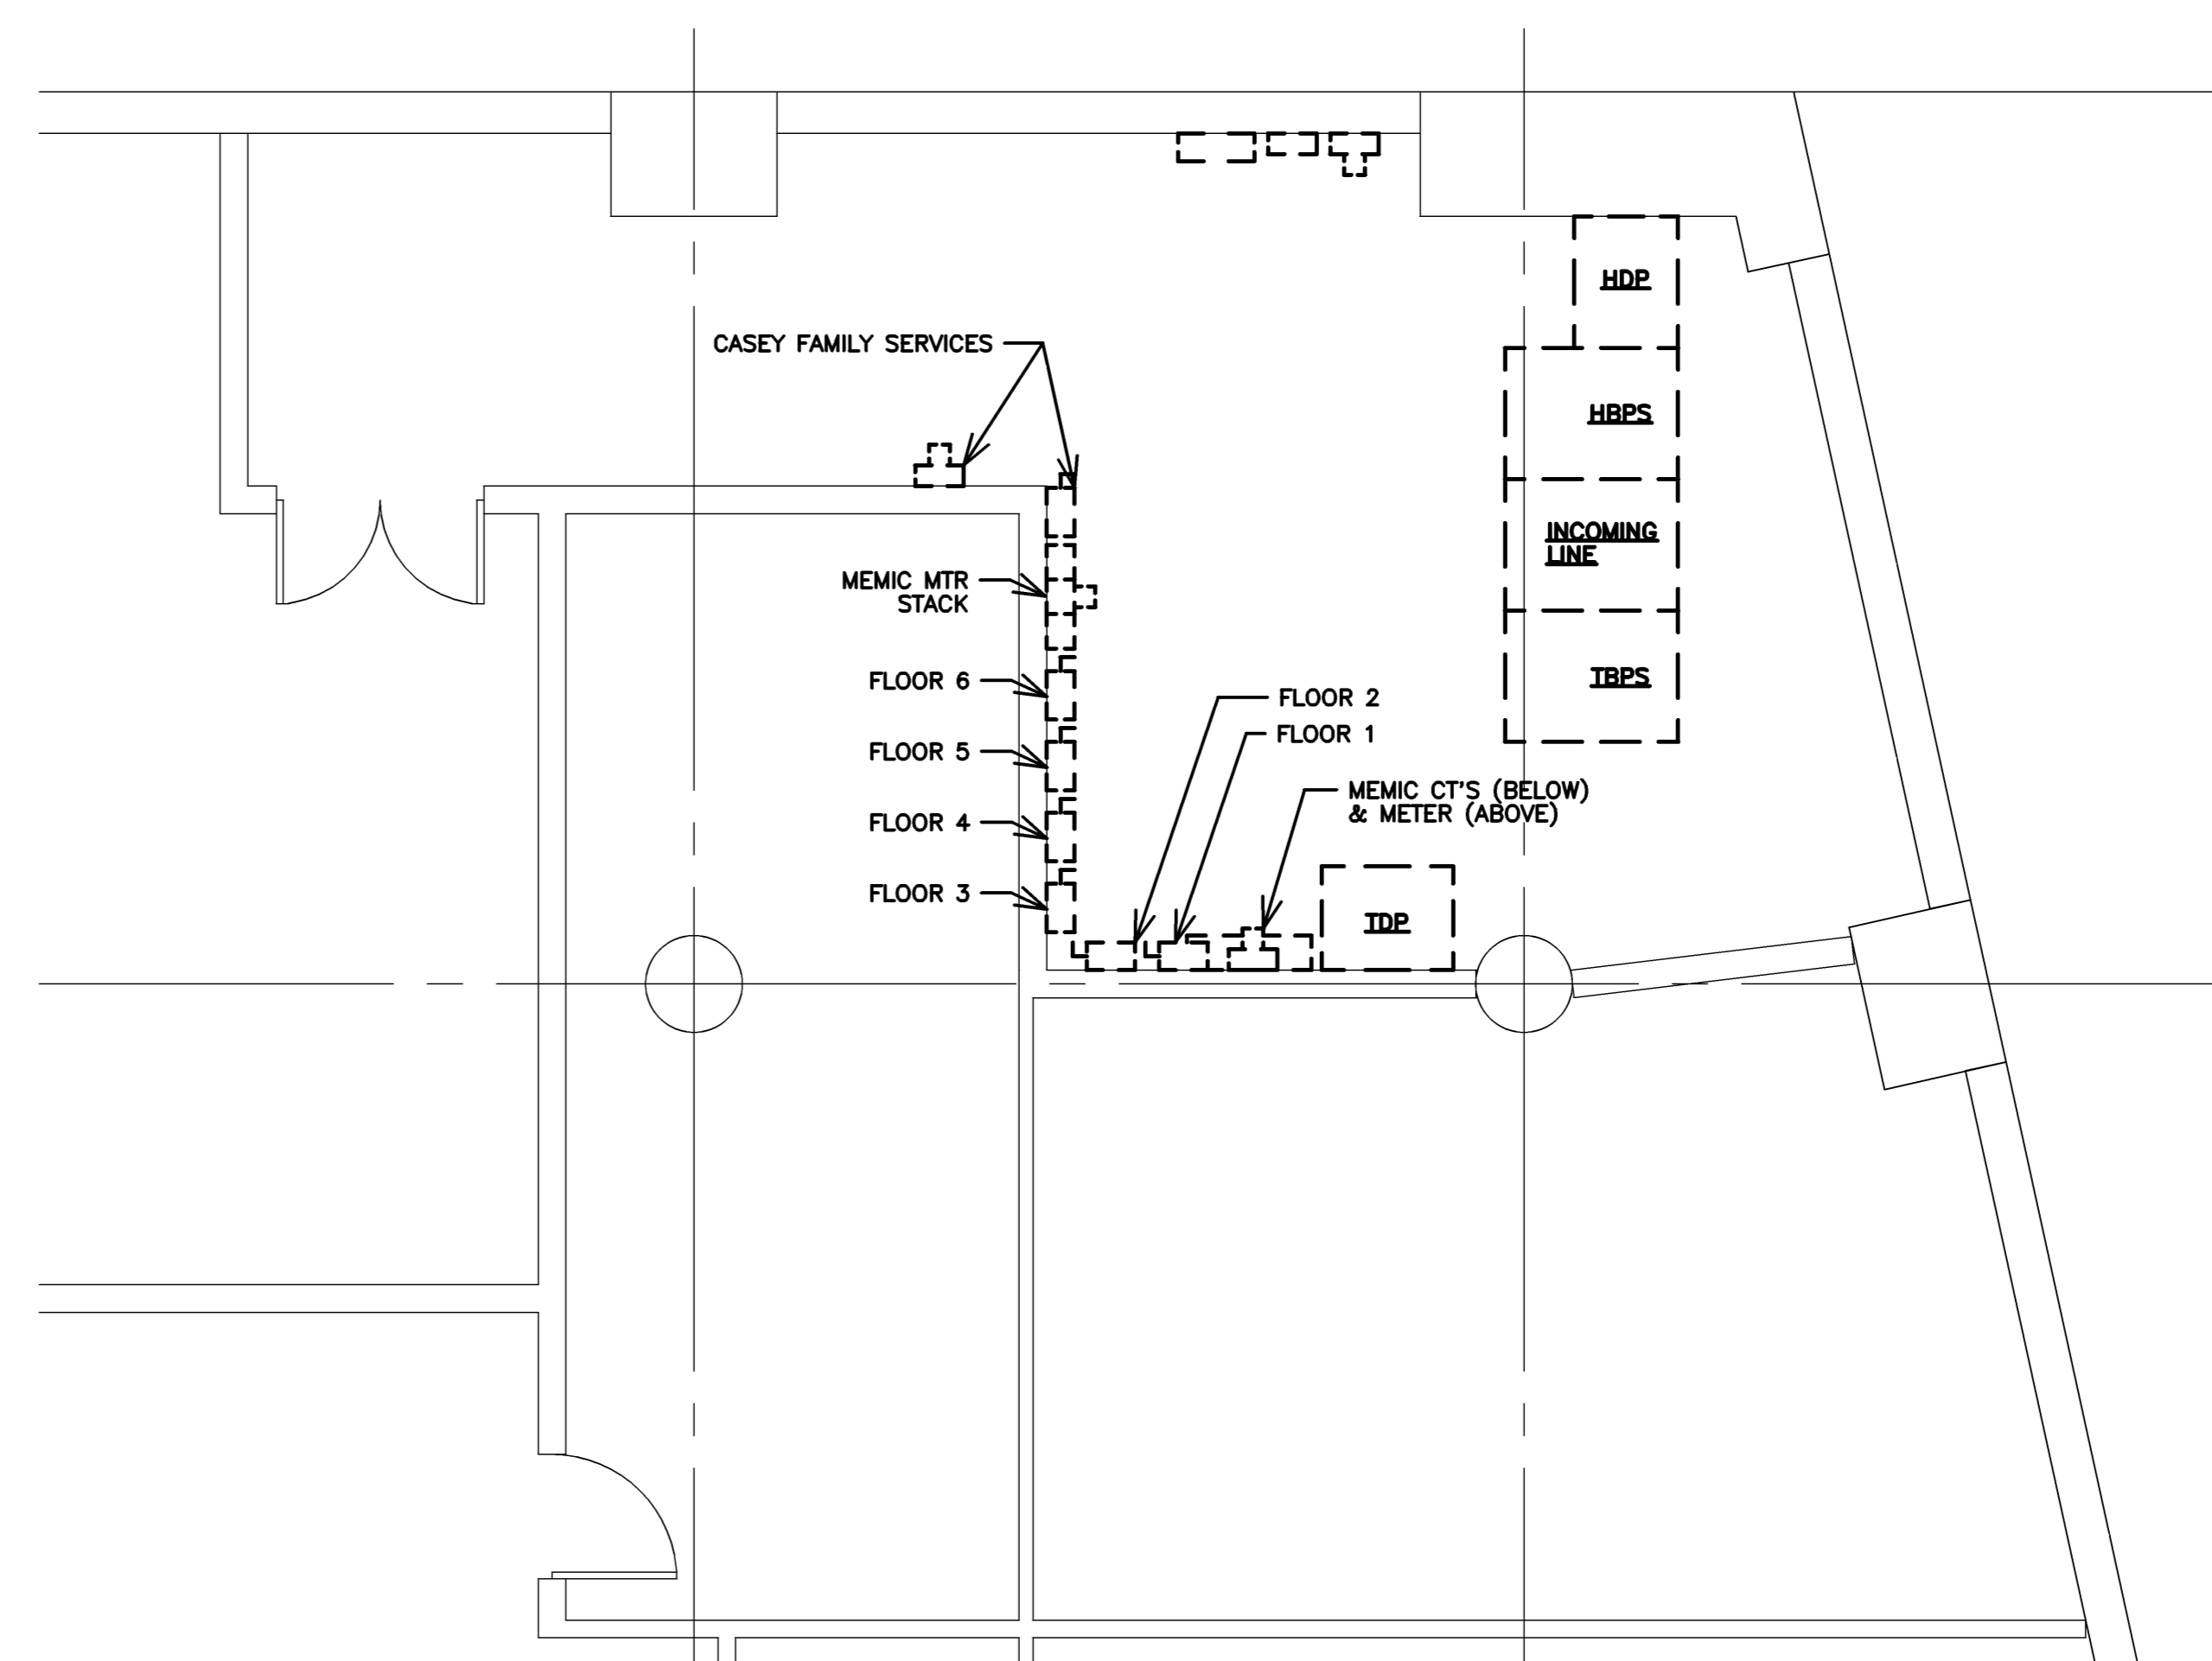 HDP
CASEY FAMILY SERVICES
HBPS
INCOMING
LINE
MEMIC MTR
STACK
TBPS
FLOOR 6
FLOOR 2
FLOOR 1
FLOOR 5
MEMIC CT'S (BELOW)
& METER (ABOVE)
FLOOR 4
FLOOR 3
TDP